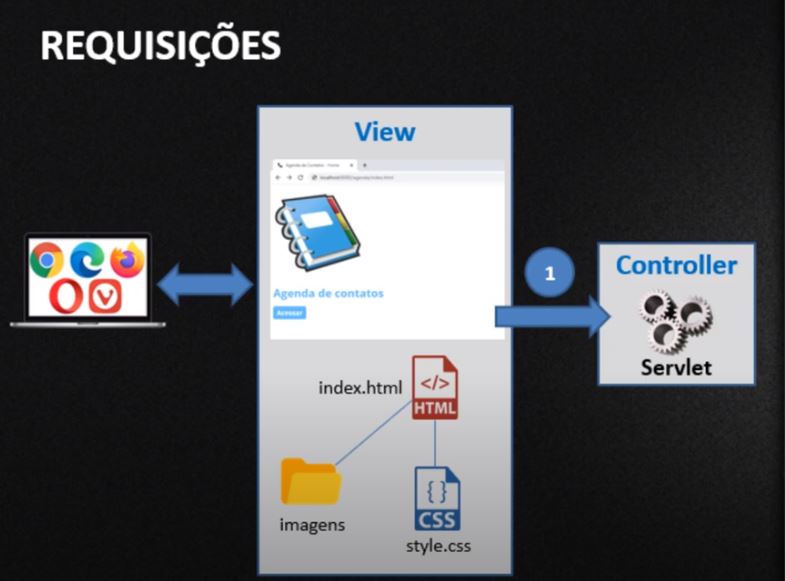 REQUISIÇÕES
View
Agenda de Contatos - Home
localhost:8080/agenda/index.html
Agenda de contatos
Acessar
1
Controller
Servlet
index.html
</>
HTML
imagens
{ }
CSS
style.css